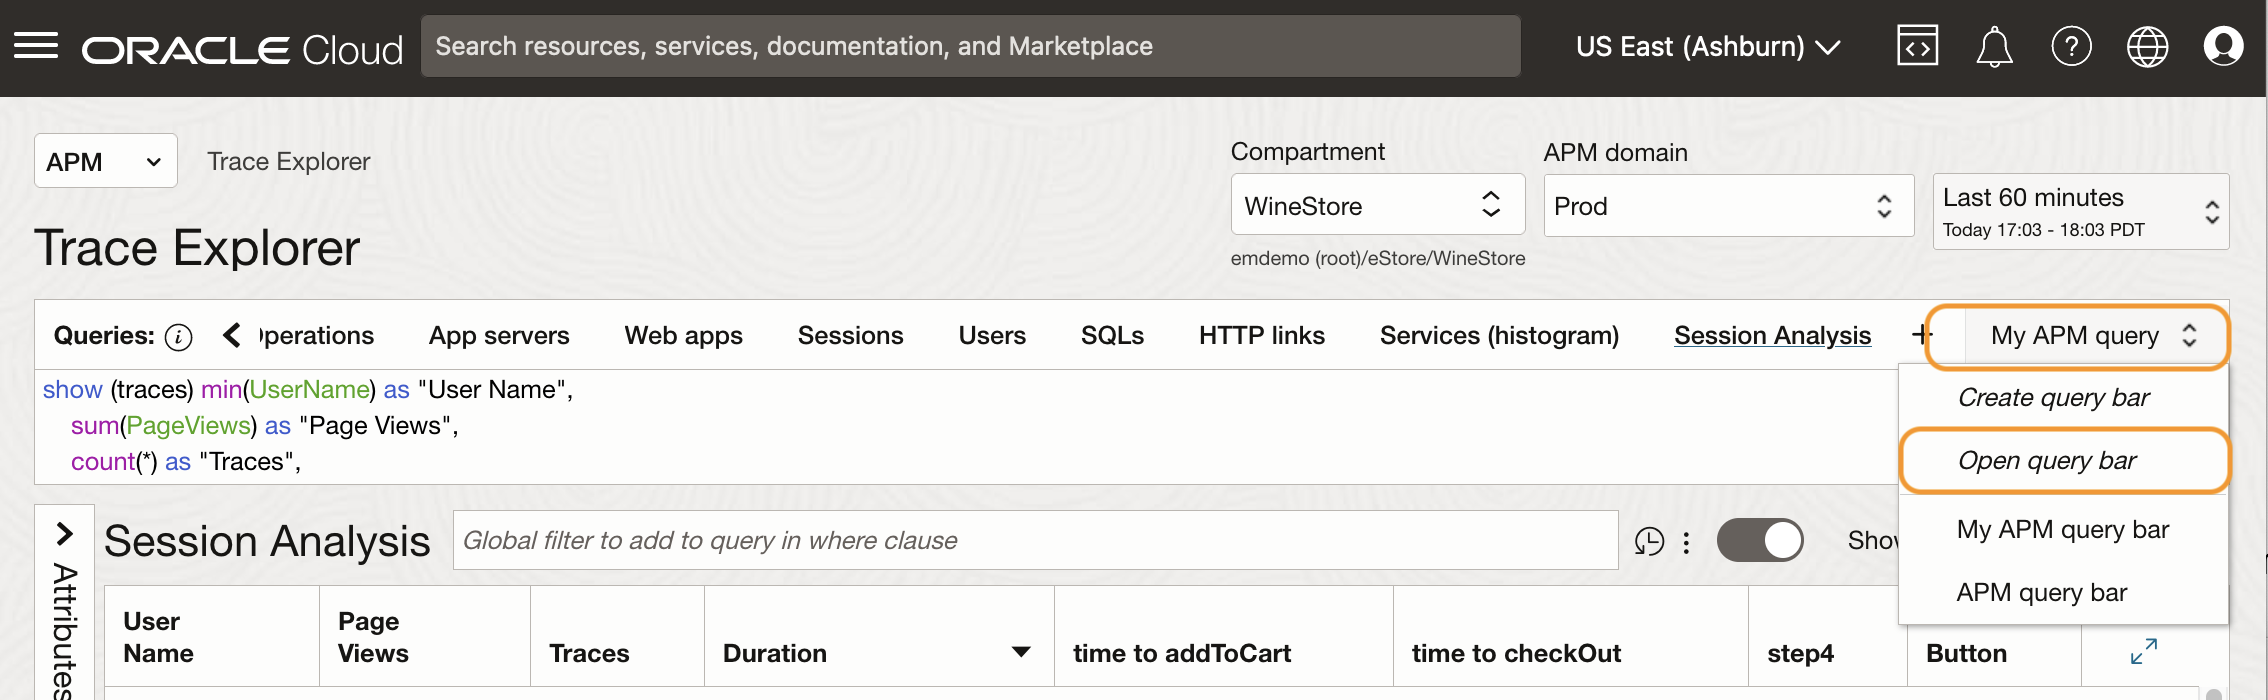 ORACLE Cloud
Search resources, services, documentation, and Marketplace
US East (Ashburn)
APM
Trace Explorer
Compartment
APM domain
WineStore
Prod
Last 60 minutes
Today 17:03 - 18:03 PDT
emdemo (root)/eStore/WineStore
Trace Explorer
Queries: perations App servers Web apps Sessions Users SQLs HTTP links Services (histogram) Session Analysis + My APM query
show (traces) min(UserName) as "User Name",
sum(PageViews) as "Page Views",
count(*) as "Traces",
Create query bar
Open query bar
My APM query bar
APM query bar
Attributes
Session Analysis
Global filter to add to query in where clause
Show
User
Name
Page
Views
Traces
Duration
time to addToCart
time to checkOut
step4
Button